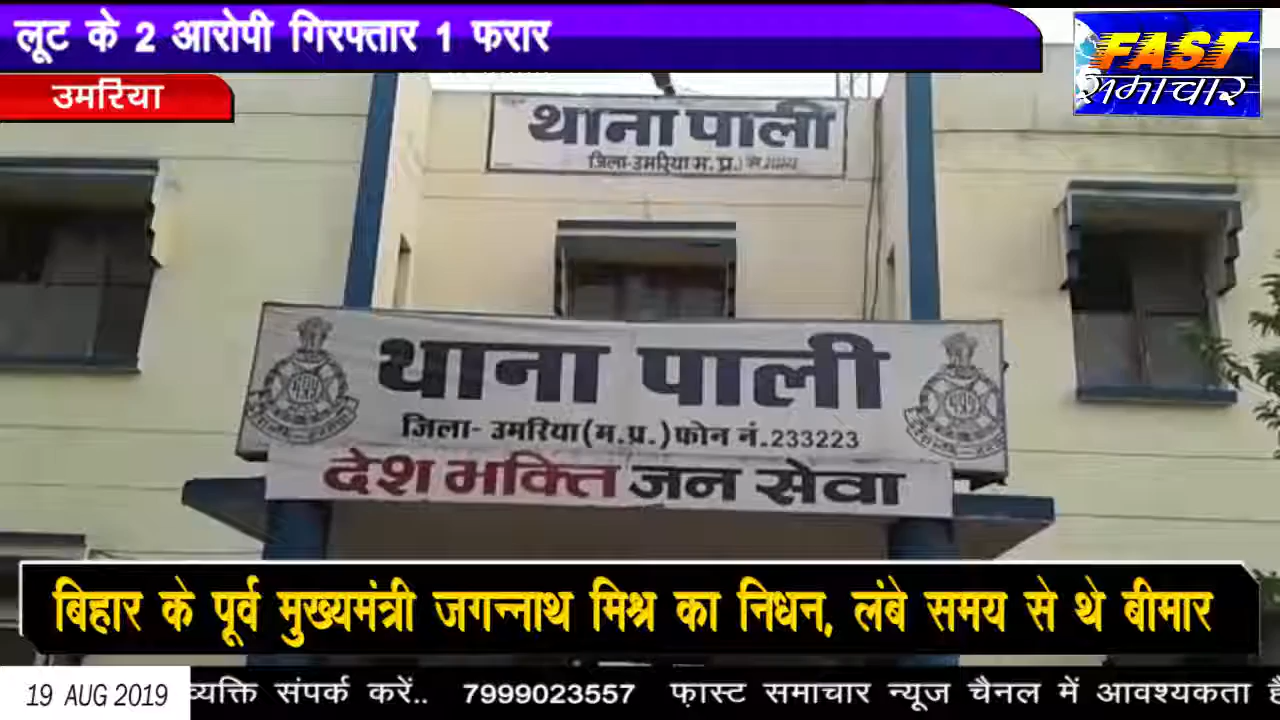 लूट के 2 आरोपी गिरफ्तार 1 फरार
FAST
समाचार
उमरिया
थाना पाली
जिला-उमरिया म. प्र.
थाना पाली
जिला- उमरिया(म.प्र.)फोन नं.233223
देश भक्ति जन सेवा
बिहार के पूर्व मुख्यमंत्री जगन्नाथ मिश्र का निधन, लंबे समय से थे बीमार
19 AUG 2019 व्यक्ति संपर्क करें.. 7999023557 फ़ास्ट समाचार न्यूज चैनल में आवश्यकता है